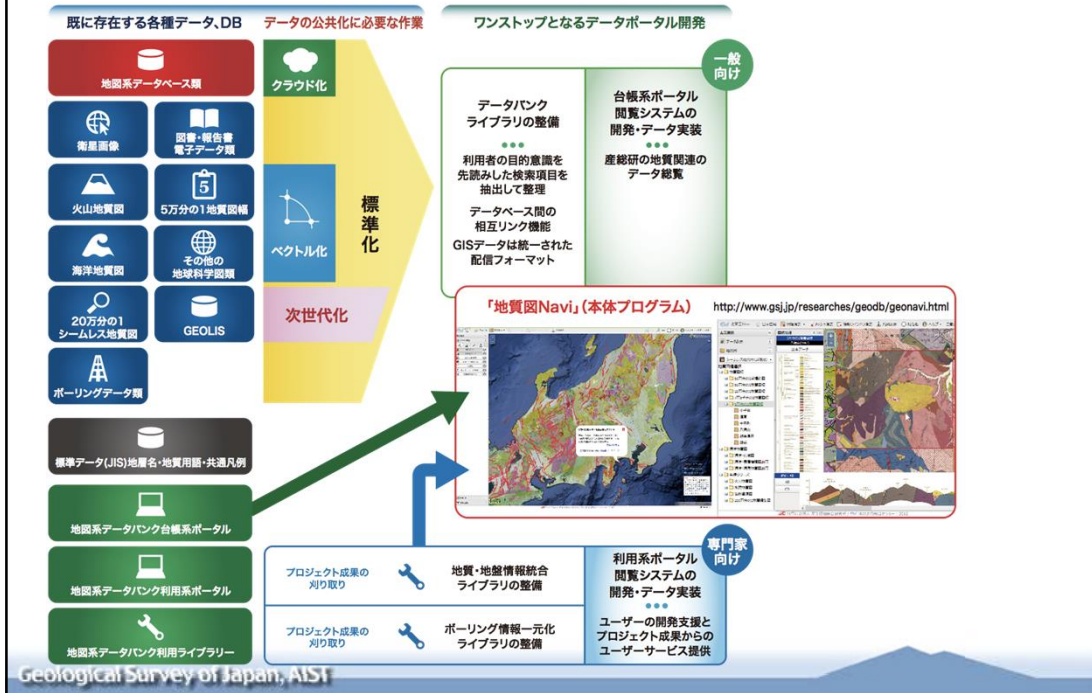 既に存在する各種データ、DB
データの公共化に必要な作業
ワンストップとなるデータポータル開発
地図系データベース類
衛星画像
図書・報告書
電子データ類
火山地質図
5
5万分の1地質図幅
海洋地質図
その他の
地球科学図類
20万分の1
シームレス地質図
GEOLIS
ボーリングデータ類
標準データ(JIS)地層名・地質用語・共通凡例
地図系データバンク台帳系ポータル
地図系データバンク利用系ポータル
地図系データバンク利用ライブラリー
クラウド化
ベクトル化
標準化
次世代化
一般
向け
データバンク
ライブラリの整備
利用者の目的意識を
先読みした検索項目を
抽出して整理
データベース間の
相互リンク機能
GISデータは統一された
配信フォーマット
台帳系ポータル
閲覧システムの
開発・データ実装
産総研の地質関連の
データ総覧
「地質図Navi」(本体プログラム)
http://www.gsj.jp/researches/geodb/geonavi.html
専門家
向け
プロジェクト成果の
刈り取り
地質・地盤情報統合
ライブラリの整備
プロジェクト成果の
刈り取り
ボーリング情報一元化
ライブラリの整備
利用系ポータル
閲覧システムの
開発・データ実装
ユーザーの開発支援と
プロジェクト成果からの
ユーザーサービス提供
Geological Survey of Japan, AIST